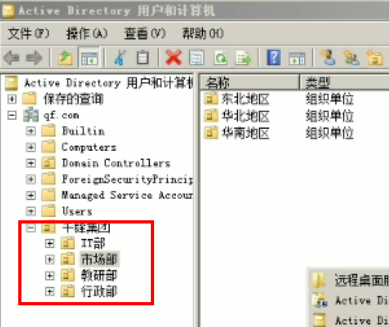 Active Directory 用户和计算机
文件(F) 操作(A) 查看(V) 帮助(H)
Active Directory 用户和计算机
保存的查询
qf.com
Builtin
Computers
Domain Controllers
ForeignSecurityPrincip
Managed Service Accour
Users
千锋集团
IT部
市场部
教研部
行政部
名称 类型
东北地区 组织单位
华北地区 组织单位
华南地区 组织单位
远程桌面服
Active Di
Active Di